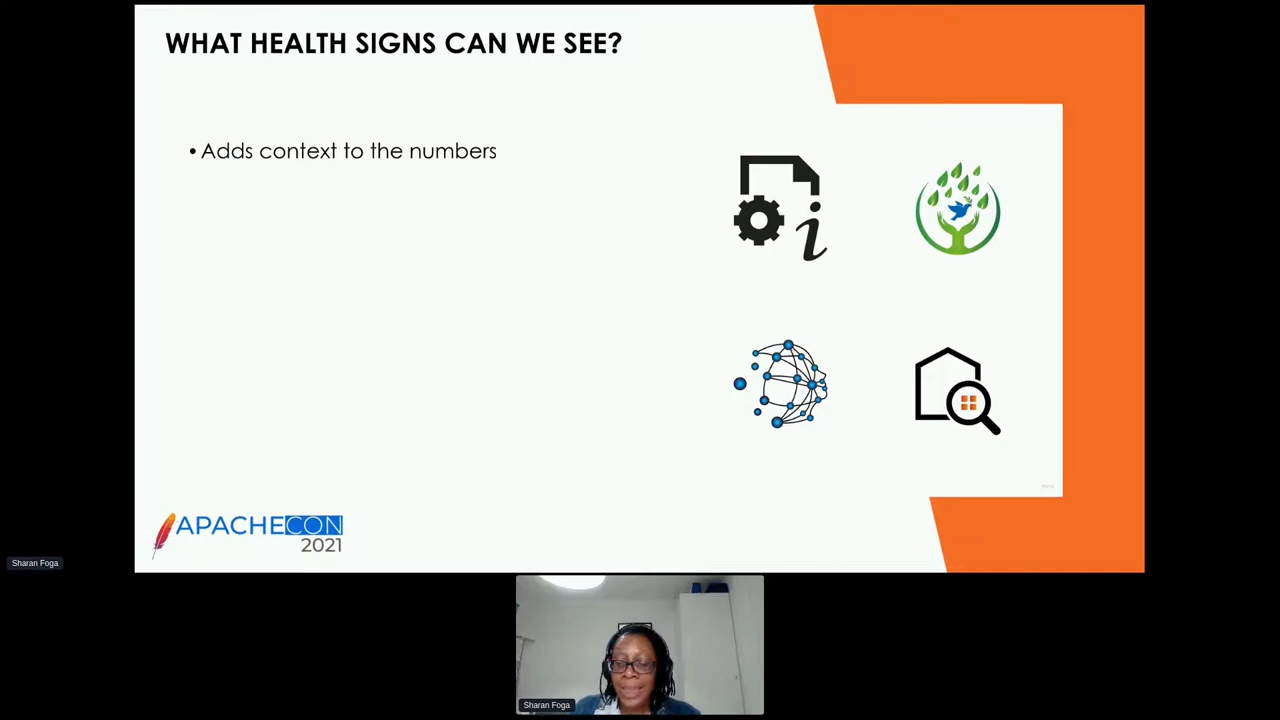 WHAT HEALTH SIGNS CAN WE SEE?
• Adds context to the numbers
i
APACHECON
2021
Sharan Foga
Sharan Foga